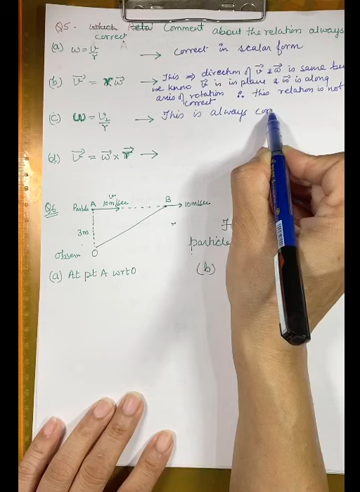 Q5. which Comment about the relation always
correct
(a) ω = v/r → Correct in scalar form
(b) v⃗ = r ω⃗ → This ⇒ direction of v⃗ & ω⃗ is same but
we know v⃗ is in plane & ω⃗ is along
axis of rotation & this relation is not
correct
(c) ω = v/r → This is always cor
(d) v⃗ = ω⃗ × r⃗ →
Q6 Particle A v 10m/sec B 10m/sec
3m
particle
Observer O
(a) At pt A wrt O (b)